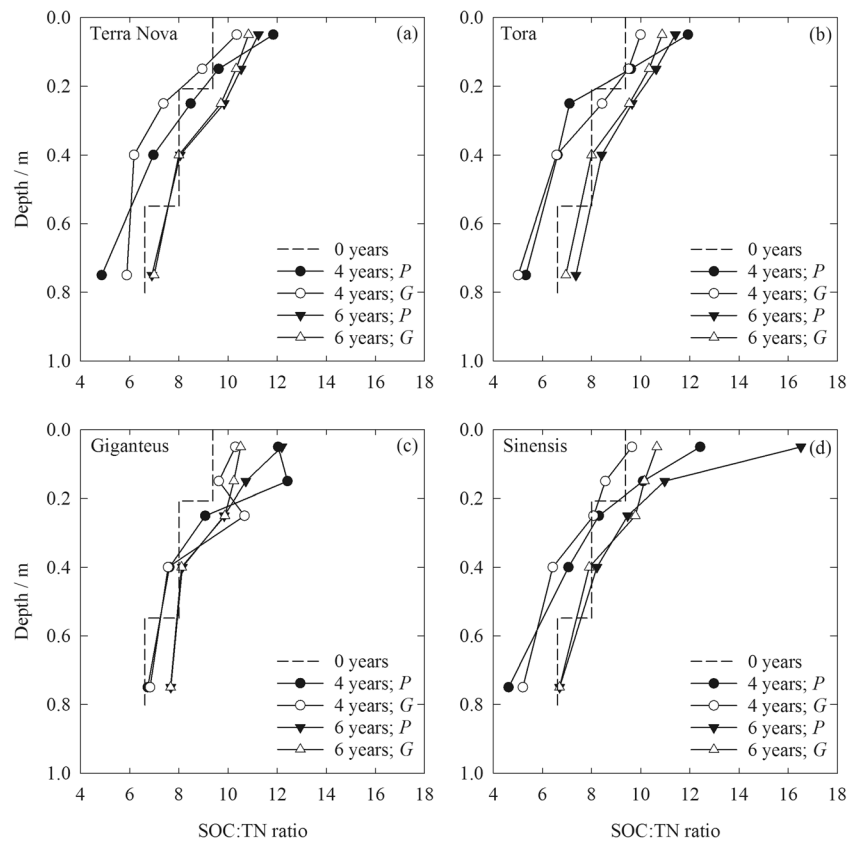 Terra Nova (a)
0.0
0.2
0.4
0.6
0.8
1.0
Depth / m
0 years
4 years; P
4 years; G
6 years; P
6 years; G
4 6 8 10 12 14 16 18
Tora (b)
0.0
0.2
0.4
0.6
0.8
1.0
0 years
4 years; P
4 years; G
6 years; P
6 years; G
4 6 8 10 12 14 16 18
Giganteus (c)
0.0
0.2
0.4
0.6
0.8
1.0
Depth / m
0 years
4 years; P
4 years; G
6 years; P
6 years; G
4 6 8 10 12 14 16 18
SOC:TN ratio
Sinensis (d)
0.0
0.2
0.4
0.6
0.8
1.0
0 years
4 years; P
4 years; G
6 years; P
6 years; G
4 6 8 10 12 14 16 18
SOC:TN ratio